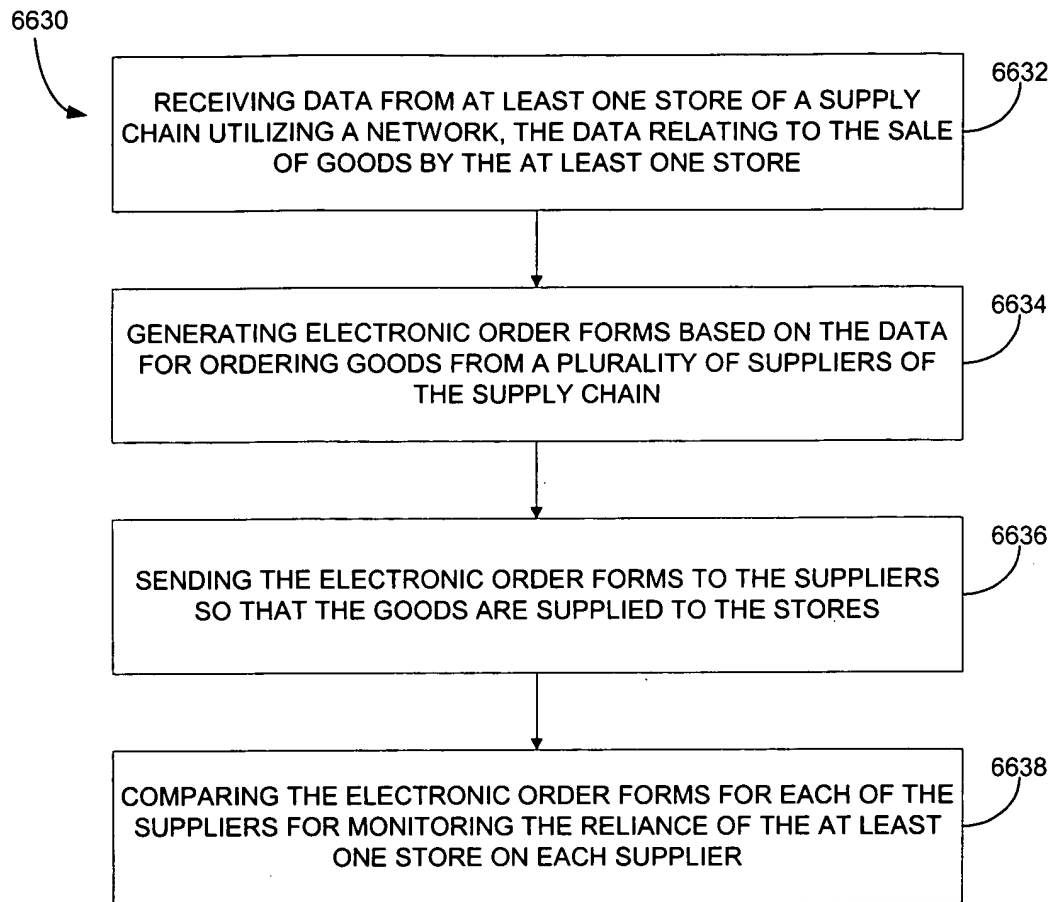 6630
6632
RECEIVING DATA FROM AT LEAST ONE STORE OF A SUPPLY
CHAIN UTILIZING A NETWORK, THE DATA RELATING TO THE SALE
OF GOODS BY THE AT LEAST ONE STORE
6634
GENERATING ELECTRONIC ORDER FORMS BASED ON THE DATA
FOR ORDERING GOODS FROM A PLURALITY OF SUPPLIERS OF
THE SUPPLY CHAIN
6636
SENDING THE ELECTRONIC ORDER FORMS TO THE SUPPLIERS
SO THAT THE GOODS ARE SUPPLIED TO THE STORES
6638
COMPARING THE ELECTRONIC ORDER FORMS FOR EACH OF THE
SUPPLIERS FOR MONITORING THE RELIANCE OF THE AT LEAST
ONE STORE ON EACH SUPPLIER